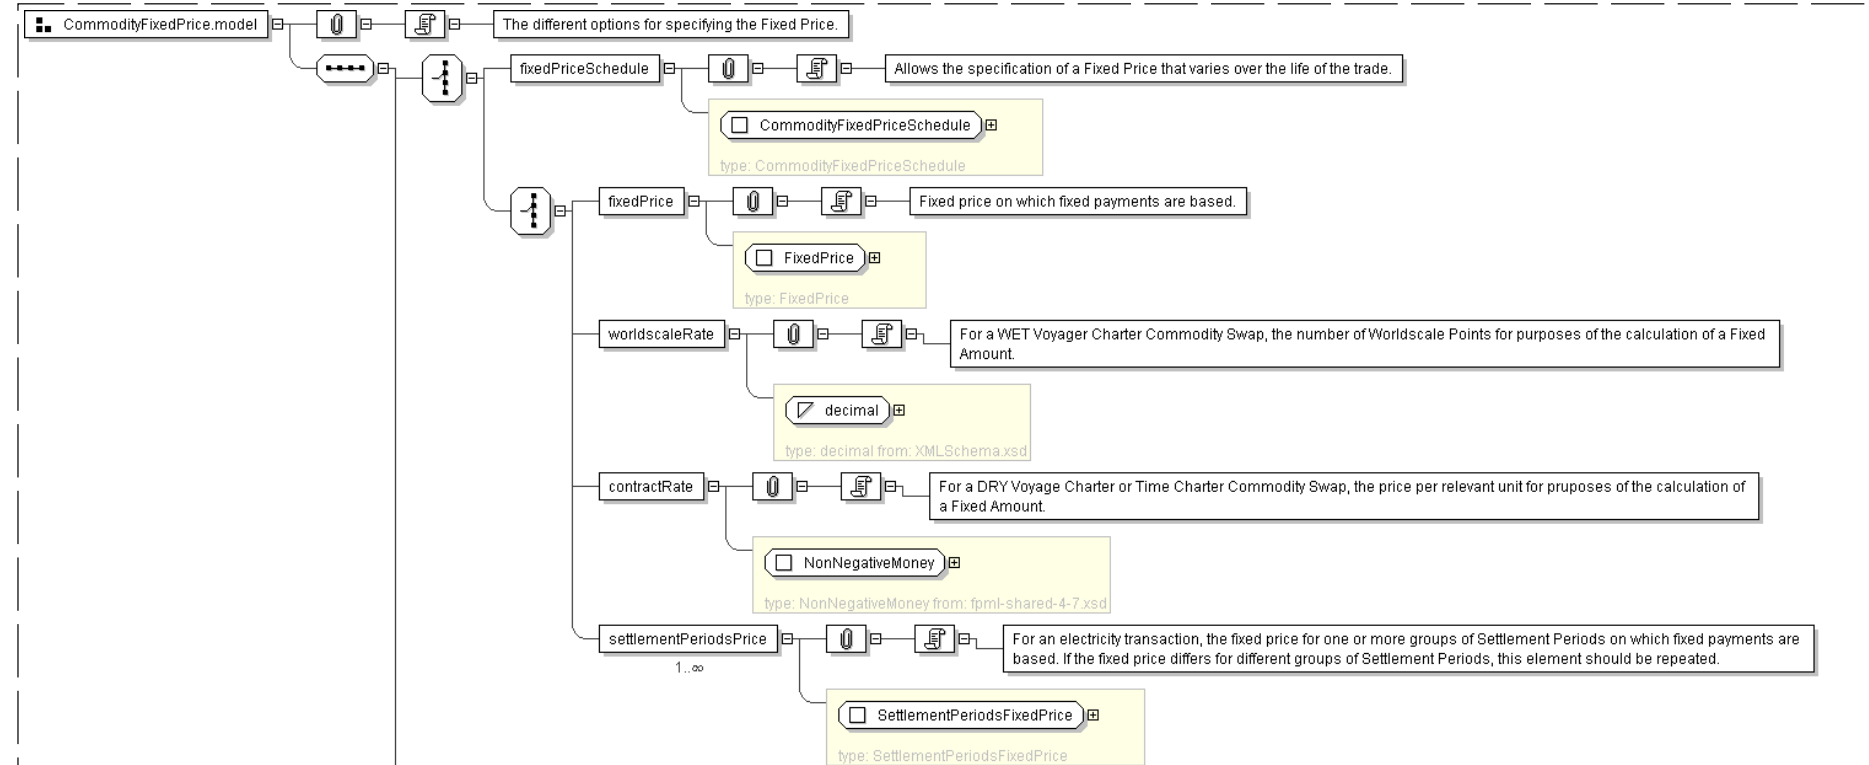 CommodityFixedPrice.model
The different options for specifying the Fixed Price.
fixedPriceSchedule
Allows the specification of a Fixed Price that varies over the life of the trade.
CommodityFixedPriceSchedule
type: CommodityFixedPriceSchedule
fixedPrice
Fixed price on which fixed payments are based.
FixedPrice
type: FixedPrice
worldscaleRate
For a WET Voyager Charter Commodity Swap, the number of Worldscale Points for purposes of the calculation of a Fixed
Amount.
decimal
type: decimal from: XMLSchema.xsd
contractRate
For a DRY Voyage Charter or Time Charter Commodity Swap, the price per relevant unit for pruposes of the calculation of
a Fixed Amount.
NonNegativeMoney
type: NonNegativeMoney from: fpml-shared-4-7.xsd
settlementPeriodsPrice
1..∞
For an electricity transaction, the fixed price for one or more groups of Settlement Periods on which fixed payments are
based. If the fixed price differs for different groups of Settlement Periods, this element should be repeated.
SettlementPeriodsFixedPrice
type: SettlementPeriodsFixedPrice